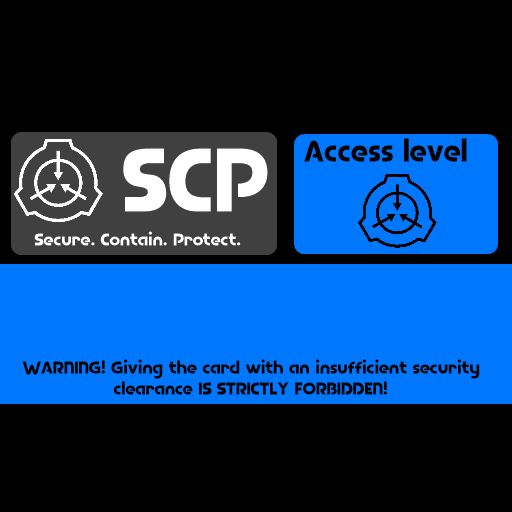 SCP
Secure. Contain. Protect.
Access level
WARNING! Giving the card with an insufficient security
clearance IS STRICTLY FORBIDDEN!